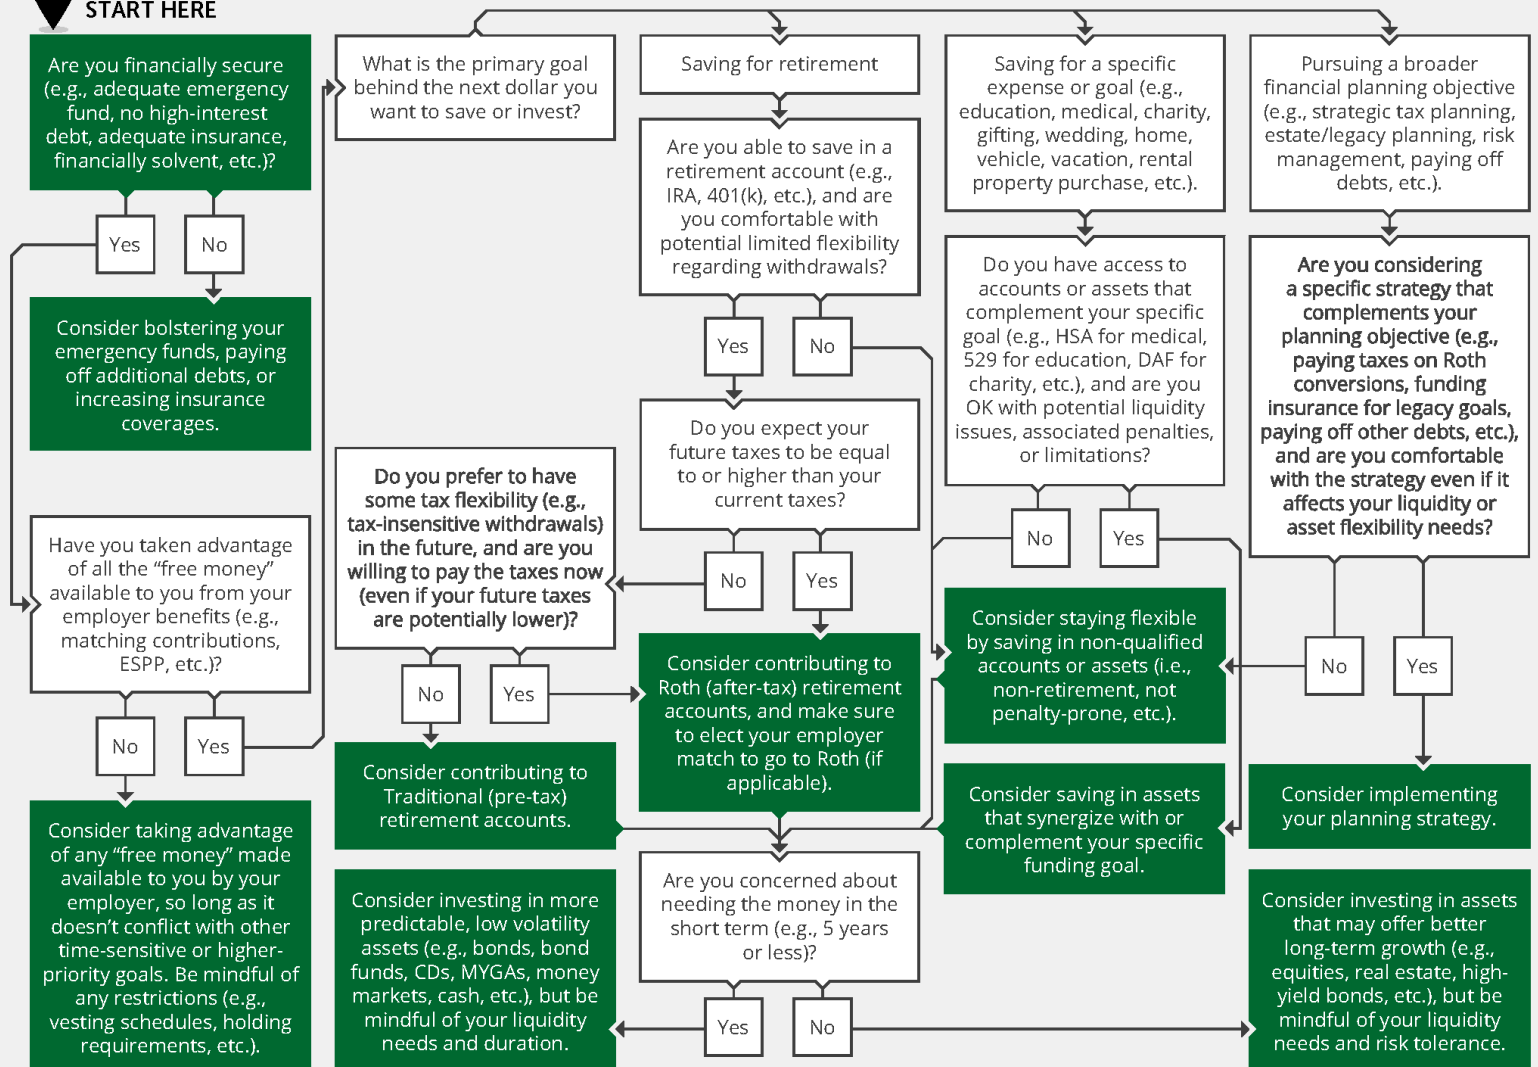 START HERE
Are you financially secure
(e.g., adequate emergency
fund, no high-interest
debt, adequate insurance,
financially solvent, etc.)?
Yes
No
Consider bolstering your
emergency funds, paying
off additional debts, or
increasing insurance
coverages.
Have you taken advantage
of all the “free money”
available to you from your
employer benefits (e.g.,
matching contributions,
ESPP, etc.)?
No
Yes
Consider taking advantage
of any “free money” made
available to you by your
employer, so long as it
doesn’t conflict with other
time-sensitive or higher-
priority goals. Be mindful of
any restrictions (e.g.,
vesting schedules, holding
requirements, etc.).
What is the primary goal
behind the next dollar you
want to save or invest?
Saving for retirement
Are you able to save in a
retirement account (e.g.,
IRA, 401(k), etc.), and are
you comfortable with
potential limited flexibility
regarding withdrawals?
Yes
No
Do you expect your
future taxes to be equal
to or higher than your
current taxes?
No
Yes
Do you prefer to have
some tax flexibility (e.g.,
tax-insensitive withdrawals)
in the future, and are you
willing to pay the taxes now
(even if your future taxes
are potentially lower)?
No
Yes
Consider contributing to
Traditional (pre-tax)
retirement accounts.
Consider contributing to
Roth (after-tax) retirement
accounts, and make sure
to elect your employer
match to go to Roth (if
applicable).
Saving for a specific
expense or goal (e.g.,
education, medical, charity,
gifting, wedding, home,
vehicle, vacation, rental
property purchase, etc.).
Do you have access to
accounts or assets that
complement your specific
goal (e.g., HSA for medical,
529 for education, DAF for
charity, etc.), and are you
OK with potential liquidity
issues, associated penalties,
or limitations?
No
Yes
Consider staying flexible
by saving in non-qualified
accounts or assets (i.e.,
non-retirement, not
penalty-prone, etc.).
Consider saving in assets
that synergize with or
complement your specific
funding goal.
Pursuing a broader
financial planning objective
(e.g., strategic tax planning,
estate/legacy planning, risk
management, paying off
debts, etc.).
Are you considering
a specific strategy that
complements your
planning objective (e.g.,
paying taxes on Roth
conversions, funding
insurance for legacy goals,
paying off other debts, etc.),
and are you comfortable
with the strategy even if it
affects your liquidity or
asset flexibility needs?
No
Yes
Consider implementing
your planning strategy.
Are you concerned about
needing the money in the
short term (e.g., 5 years
or less)?
Yes
No
Consider investing in more
predictable, low volatility
assets (e.g., bonds, bond
funds, CDs, MYGAs, money
markets, cash, etc.), but be
mindful of your liquidity
needs and duration.
Consider investing in assets
that may offer better
long-term growth (e.g.,
equities, real estate, high-
yield bonds, etc.), but be
mindful of your liquidity
needs and risk tolerance.